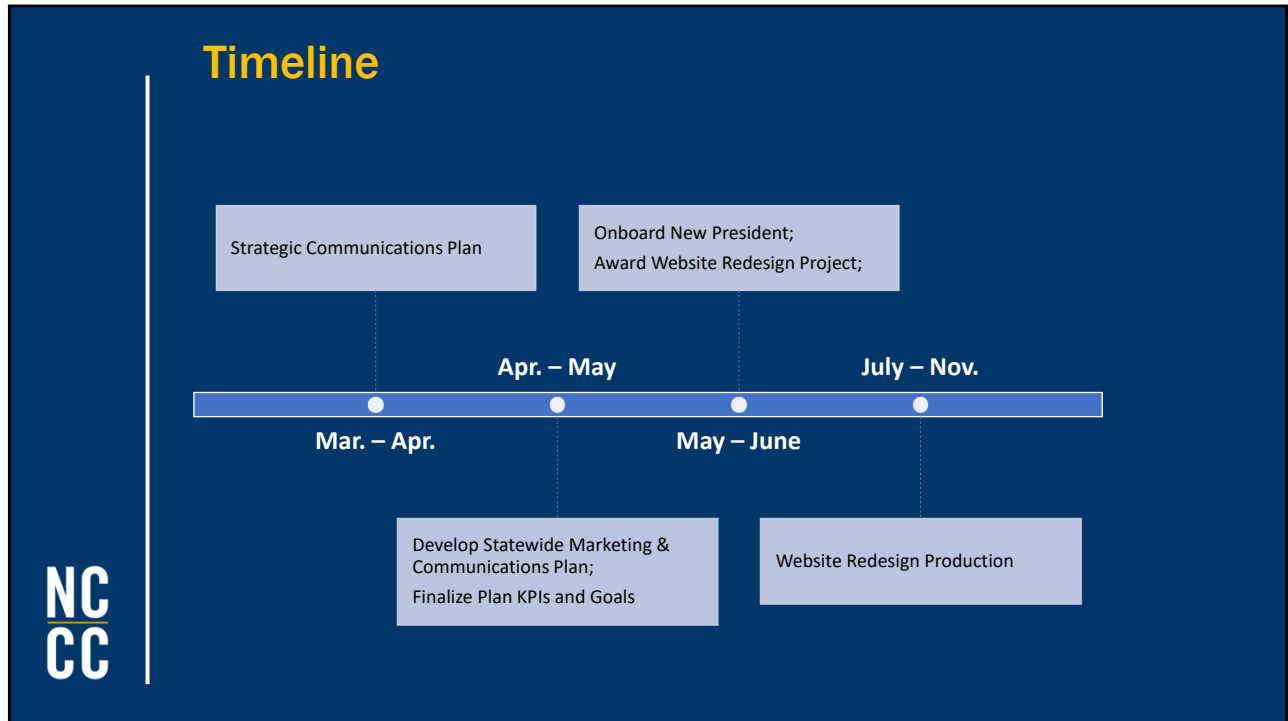 Timeline
Strategic Communications Plan
Onboard New President;
Award Website Redesign Project;
Apr. – May
July – Nov.
Mar. – Apr.
May – June
Develop Statewide Marketing &
Communications Plan;
Finalize Plan KPIs and Goals
Website Redesign Production
NC
CC